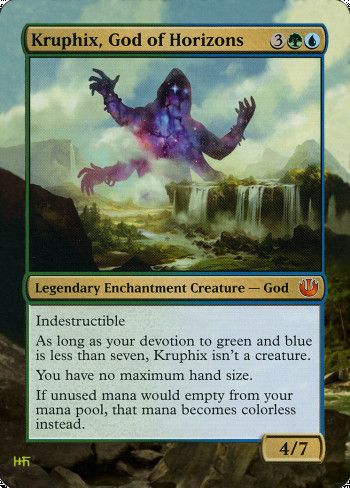 Kruphix, God of Horizons 3
Legendary Enchantment Creature — God
Indestructible
As long as your devotion to green and blue
is less than seven, Kruphix isn't a creature.
You have no maximum hand size.
If unused mana would empty from your
mana pool, that mana becomes colorless
instead.
4/7